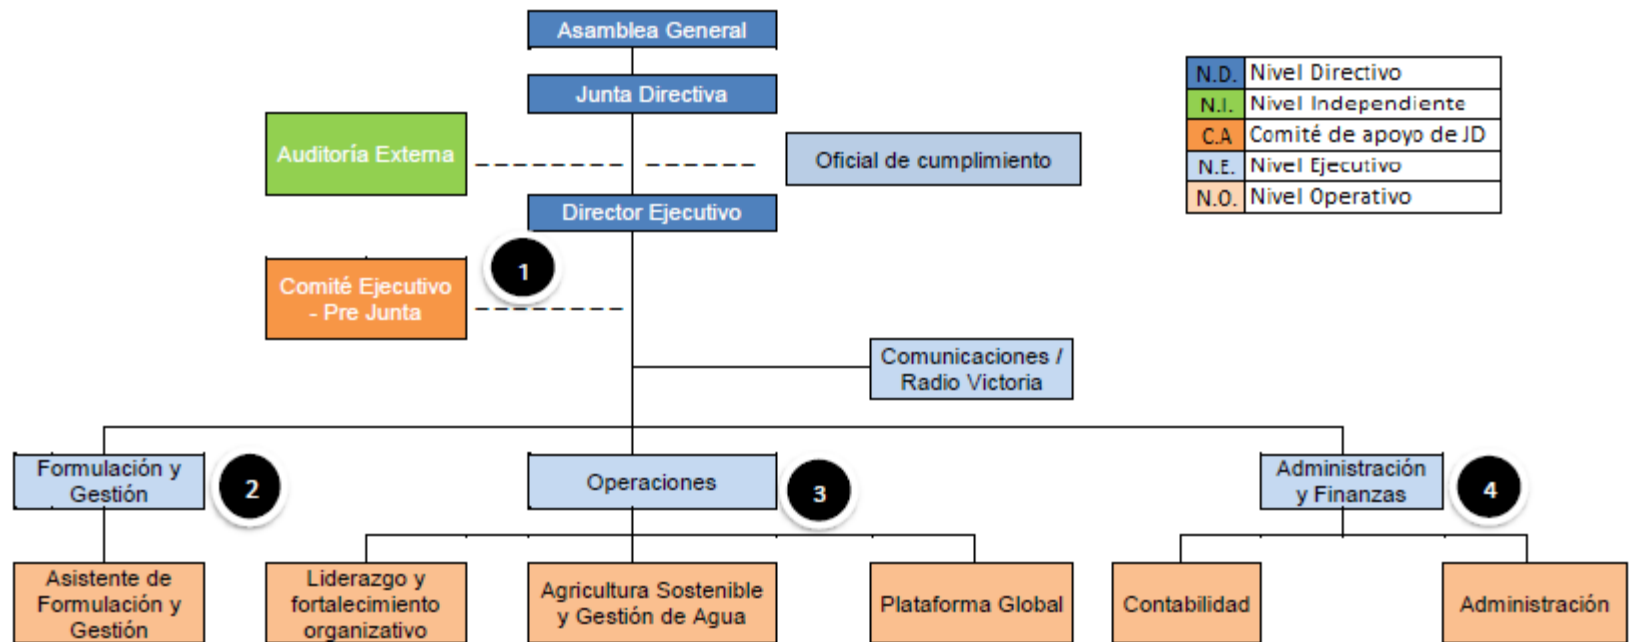 Asamblea General
Junta Directiva
N.D. Nivel Directivo
N.I. Nivel Independiente
C.A Comité de apoyo de JD
N.E. Nivel Ejecutivo
N.O. Nivel Operativo
Auditoría Externa
Oficial de cumplimiento
Director Ejecutivo
1
Comité Ejecutivo
- Pre Junta
Comunicaciones /
Radio Victoria
Formulación y
Gestión
2
Operaciones
3
Administración
y Finanzas
4
Asistente de
Formulación y
Gestión
Liderazgo y
fortalecimiento
organizativo
Agricultura Sostenible
y Gestión de Agua
Plataforma Global
Contabilidad
Administración